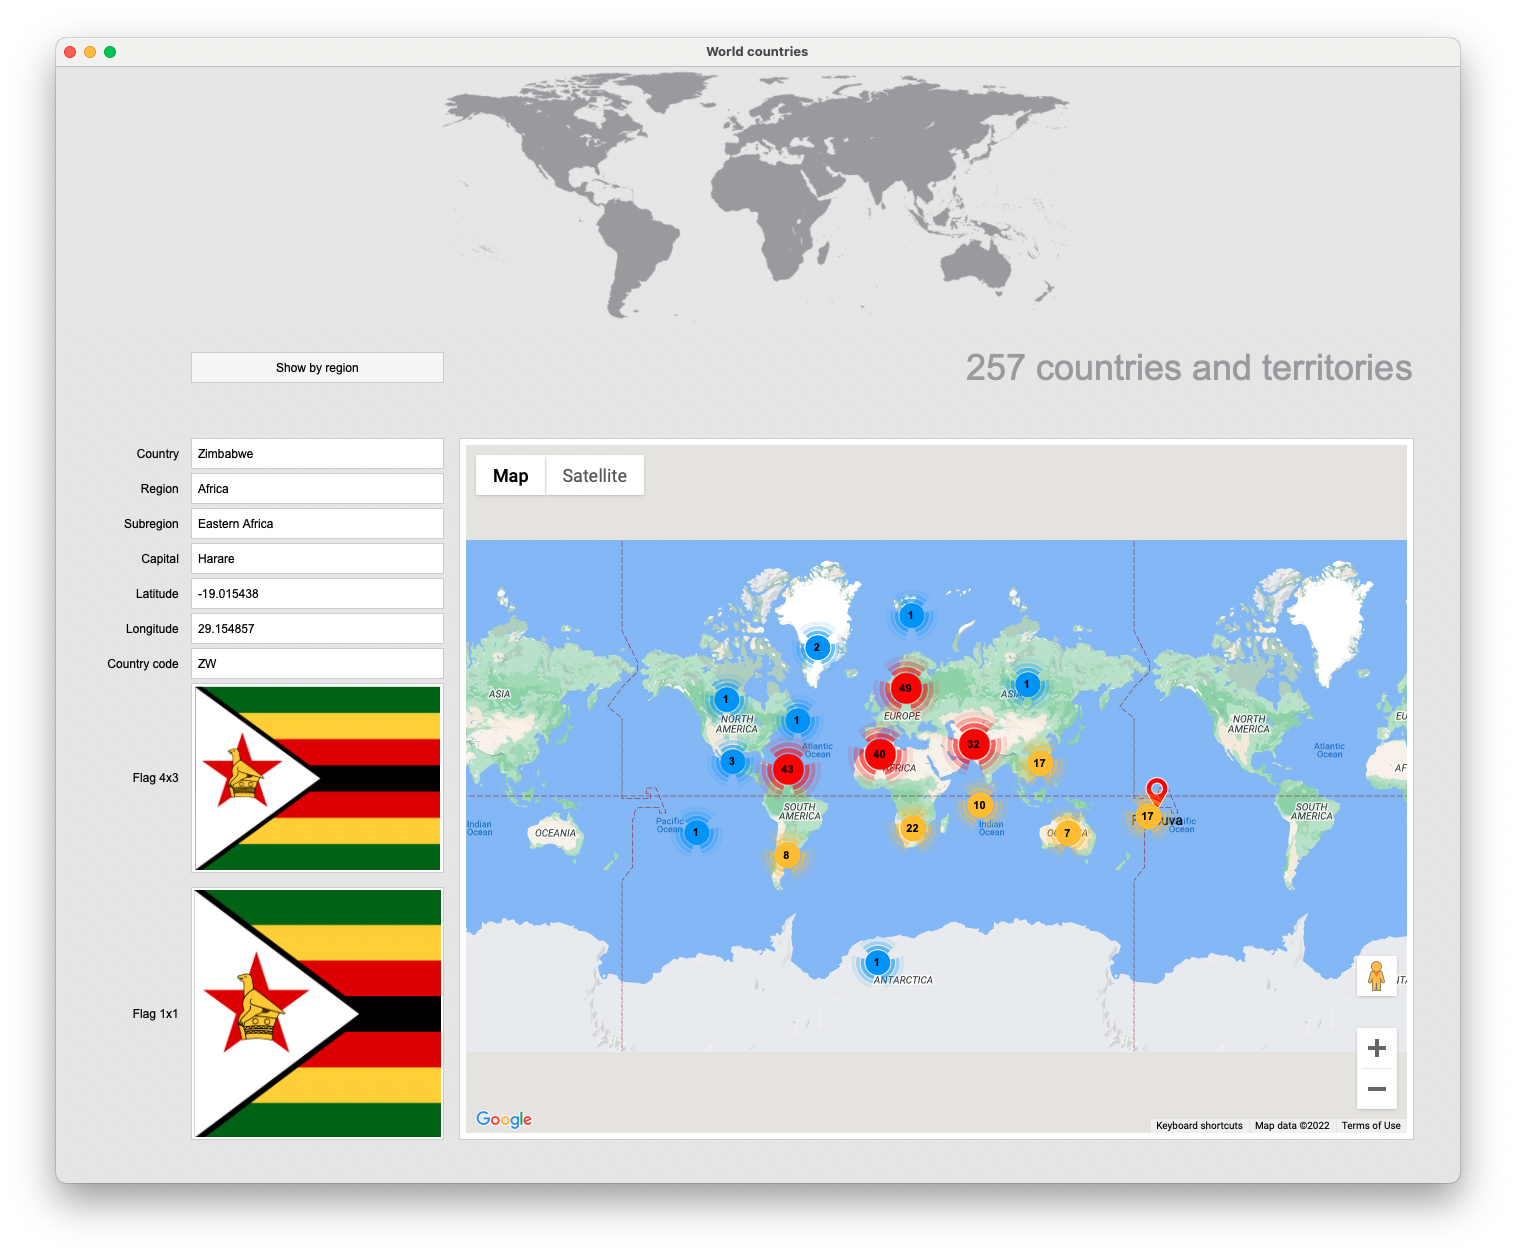 World countries
Show by region
257 countries and territories
Country
Zimbabwe
Region
Africa
Subregion
Eastern Africa
Capital
Harare
Latitude
-19.015438
Longitude
29.154857
Country code
ZW
Flag 4x3
Flag 1x1
Map
Satellite
1
2
49
1
ASIA
ASIA
1
EUROPE
1
NORTH
AMERICA
NORTH
AMERICA
EU
Atlantic
Ocean
Atlantic
Ocean
3
43
40
32
17
AFRICA
AF
10
17
SOUTH
AMERICA
SOUTH
AMERICA
Indian
Ocean
OCEANIA
Pacific
Ocean
1
22
Indian
Ocean
7
uva
8
1
ANTARCTICA
Google
Keyboard shortcuts
Map data ©2022
Terms of Use